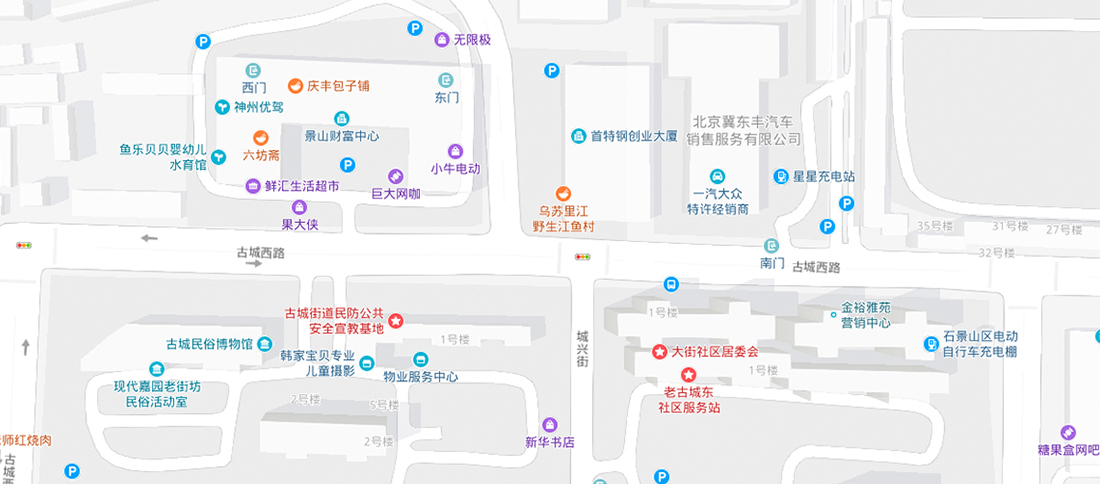 P
P
无限极
P
西门
庆丰包子铺
东门
神州优驾
景山财富中心
北京冀东丰汽车
销售服务有限公司
首特钢创业大厦
鱼乐贝贝婴幼儿
水育馆
六坊斋
P
小牛电动
巨大网咖
鲜汇生活超市
一汽大众
特许经销商
星星充电站
P
果大侠
乌苏里江
野生江鱼村
P
35号楼
31号楼
27号楼
32号楼
古城西路
南门
古城西路
古城街道民防公共
安全宣教基地
1号楼
金裕雅苑
营销中心
古城民俗博物馆
1号楼
城兴街
石景山区电动
自行车充电棚
韩家宝贝专业
儿童摄影
物业服务中心
大街社区居委会
1号楼
现代嘉园老街坊
民俗活动室
老古城东
社区服务站
2号楼
5号楼
2号楼
新华书店
师红烧肉
糖果盒网吧
古城西
P
P